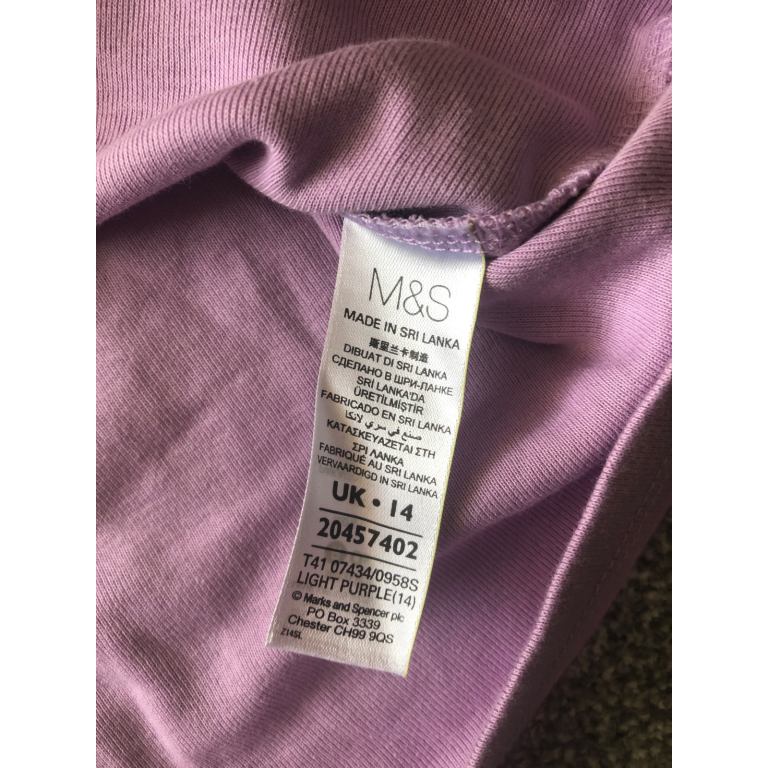 M&S
MADE IN SRI LANKA
斯里兰卡制造
DIBUAT DI SRI LANKA
СДЕЛАНО В ШРИ-ЛАНКЕ
SRİ LANKA'DA
ÜRETİLMİŞTİR
FABRICADO EN SRI LANKA
صنع في سري لانكا
ΚΑΤΑΣΚΕΥΑΖΕΤΑΙ ΣΤΗ
ΣΡΙ ΛΑΝΚΑ
FABRIQUÉ AU SRI LANKA
VERVAARDIGD IN SRI LANKA
UK • 14
20457402
T41 07434/0958S
LIGHT PURPLE(14)
© Marks and Spencer plc
PO Box 3339
Chester CH99 9QS
Z14SL